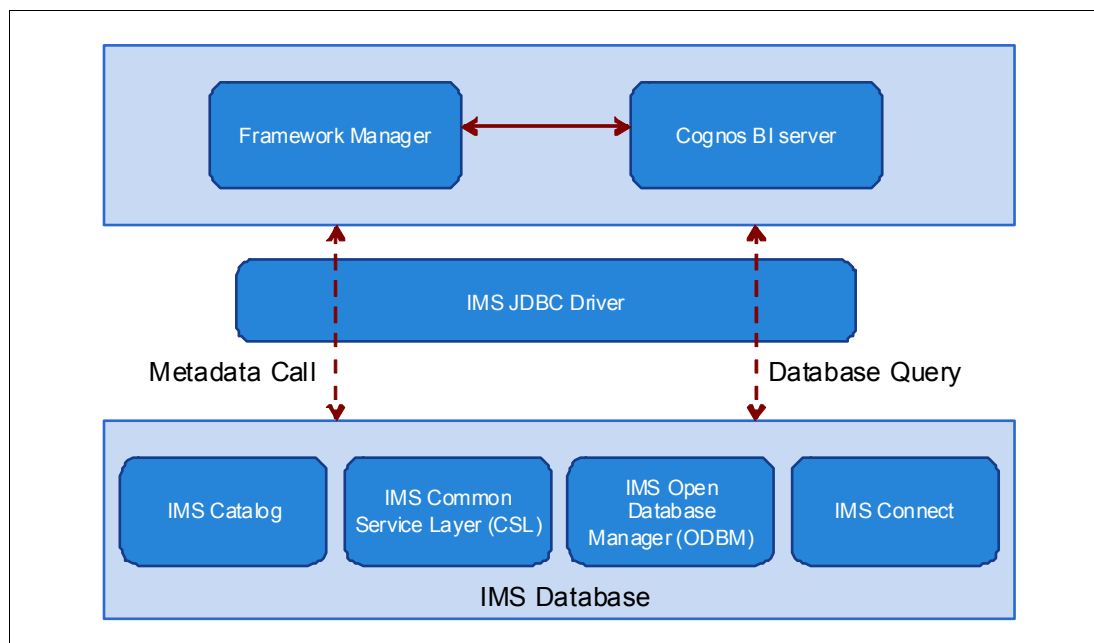 Framework Manager
Cognos BI server
IMS JDBC Driver
Metadata Call
Database Query
IMS Catalog
IMS Common
Service Layer (CSL)
IMS Open
Database
Manager (ODBM)
IMS Connect
IMS Database